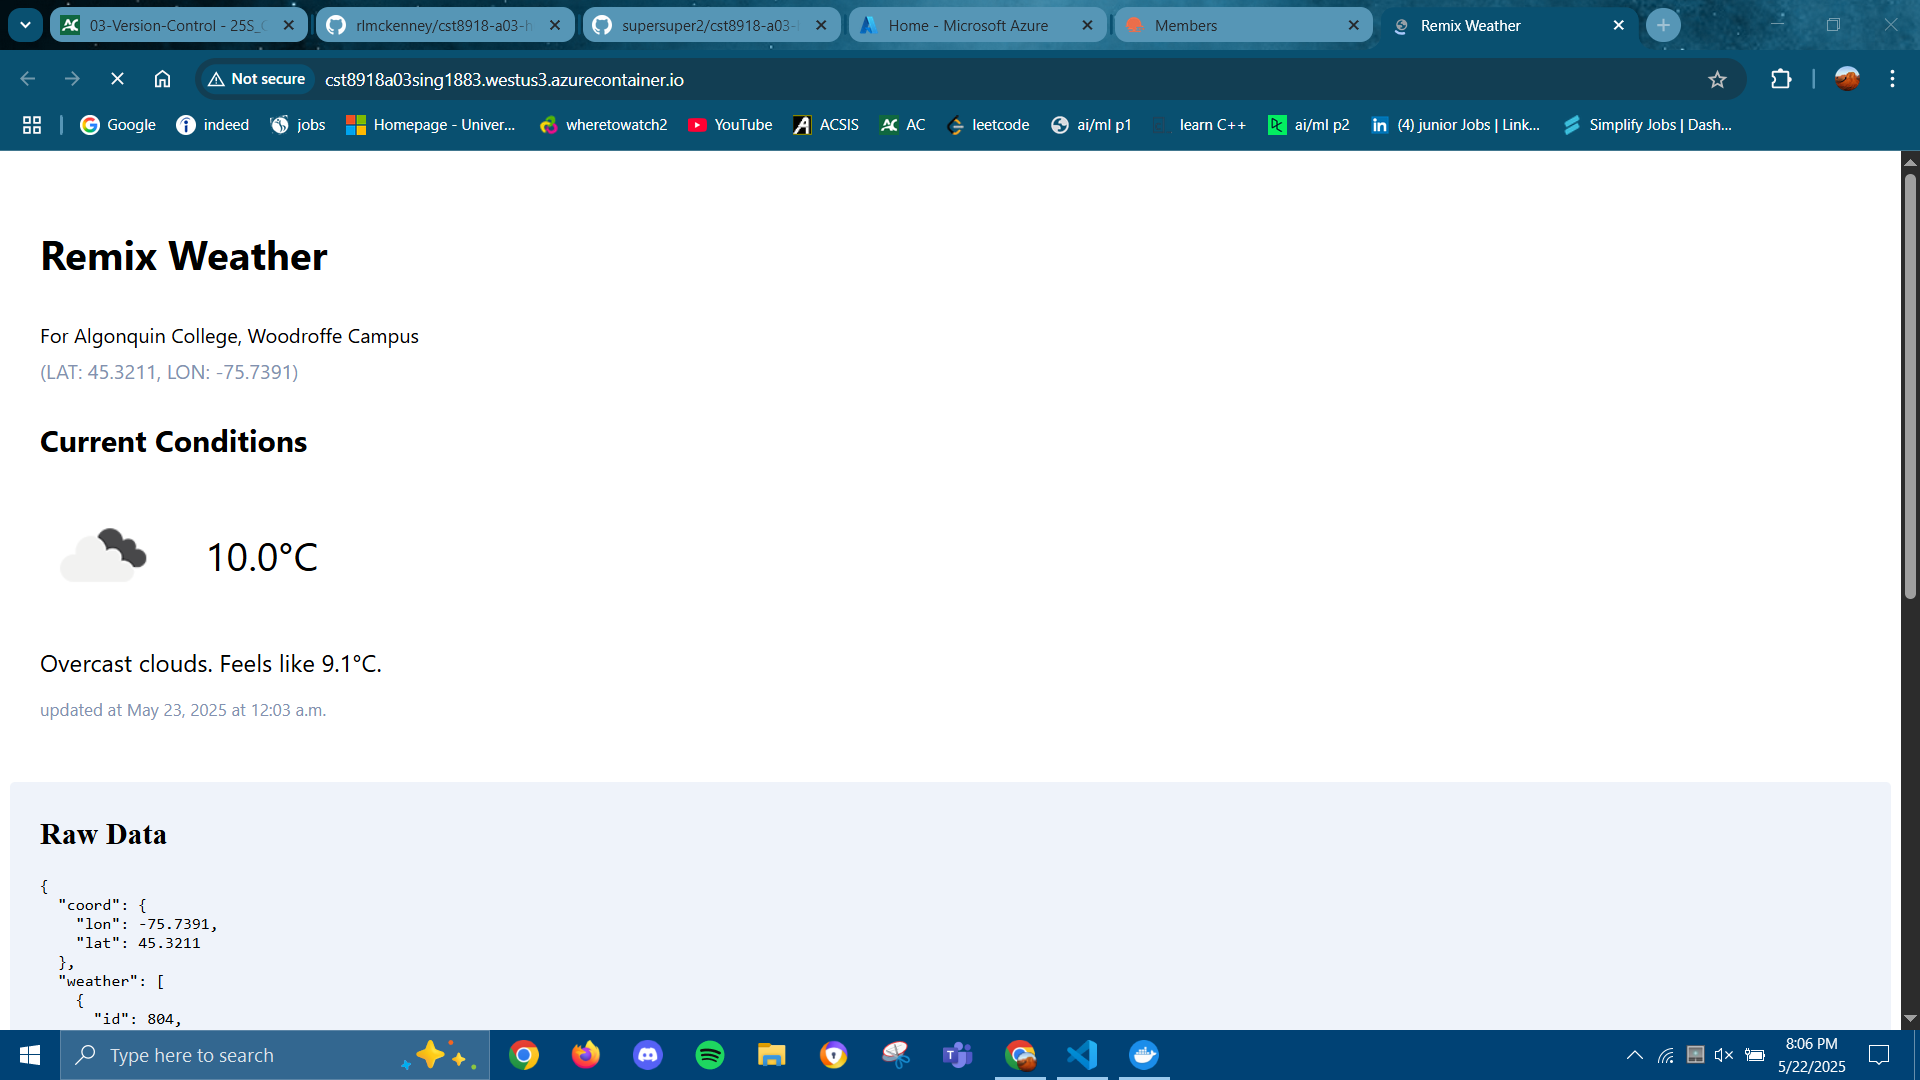 03-Version-Control - 25S_C
rlmckenney/cst8918-a03-h
supersuper2/cst8918-a03-
Home - Microsoft Azure
Members
Remix Weather
Not secure
cst8918a03sing1883.westus3.azurecontainer.io
Google
indeed
jobs
Homepage - Univer...
wheretowatch2
YouTube
ACSIS
AC
leetcode
ai/ml p1
learn C++
ai/ml p2
(4) junior Jobs | Link...
Simplify Jobs | Dash...
Remix Weather
For Algonquin College, Woodroffe Campus
(LAT: 45.3211, LON: -75.7391)
Current Conditions
10.0°C
Overcast clouds. Feels like 9.1°C.
updated at May 23, 2025 at 12:03 a.m.
Raw Data
{
"coord": {
"lon": -75.7391,
"lat": 45.3211
},
"weather": [
{
"id": 804,
Type here to search
8:06 PM
5/22/2025